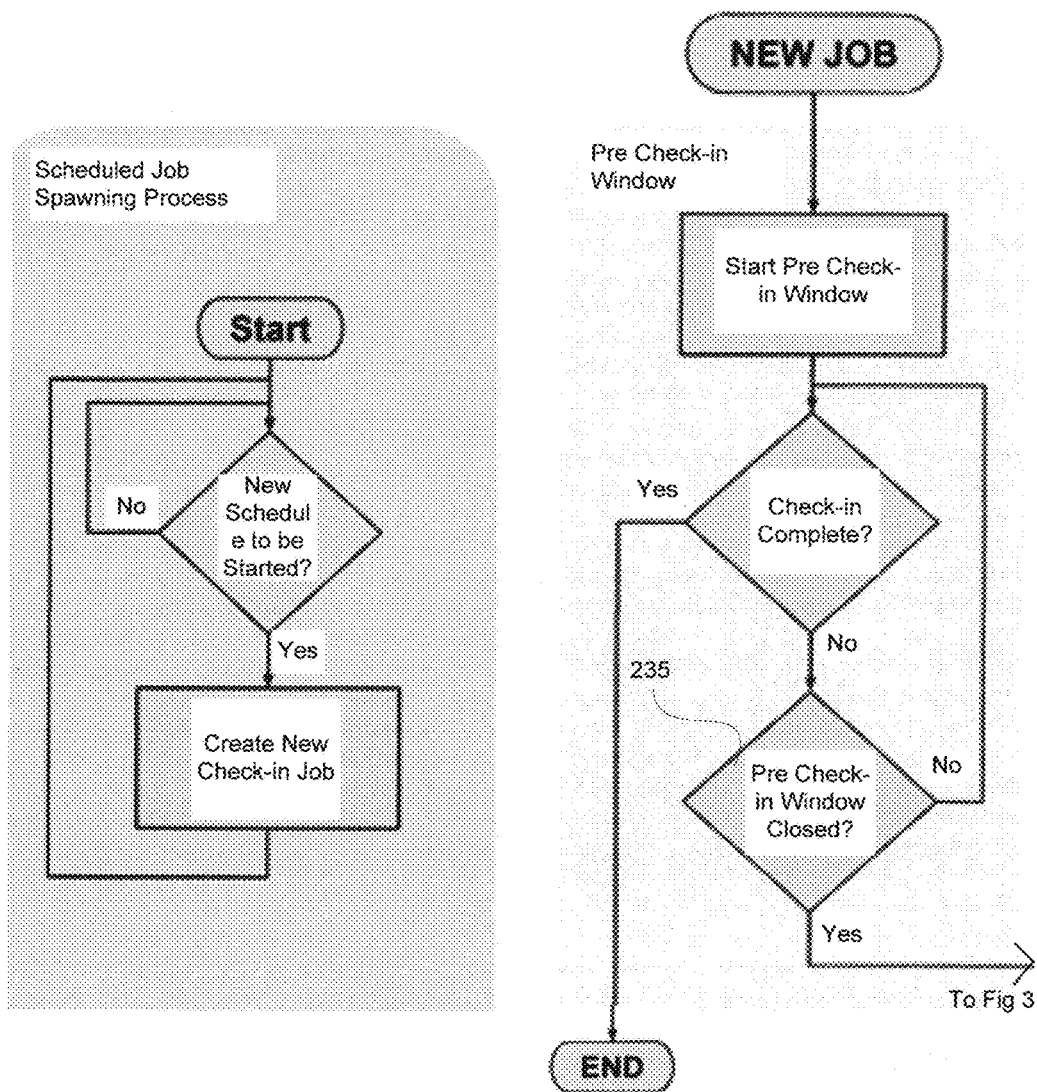 Scheduled Job
Spawning Process
Start
New
Schedul
e to be
Started?
No
Yes
Create New
Check-in Job
NEW JOB
Pre Check-in
Window
Start Pre Check-
in Window
Check-in
Complete?
Yes
No
235
Pre Check-
in Window
Closed?
No
Yes
To Fig 3
END